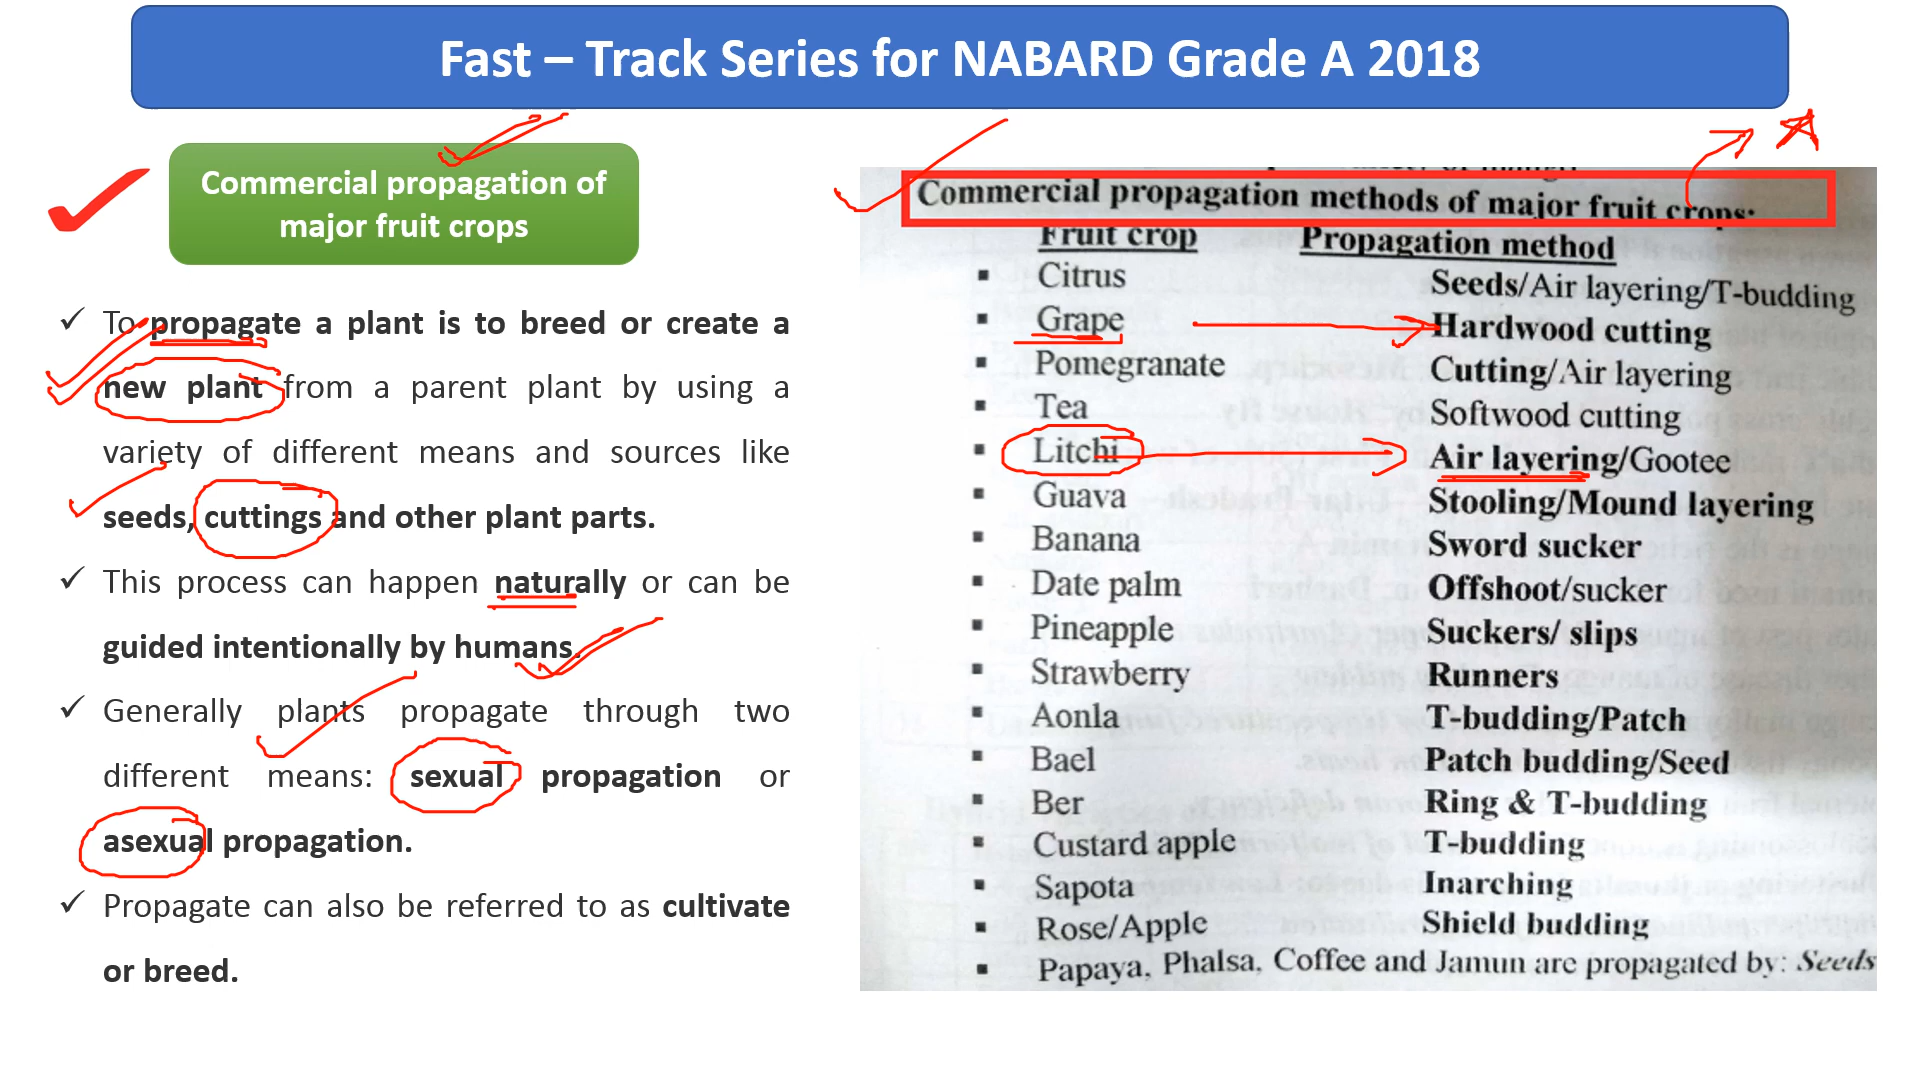 Fast – Track Series for NABARD Grade A 2018
Commercial propagation of
major fruit crops
✓ To propagate a plant is to breed or create a
new plant from a parent plant by using a
variety of different means and sources like
seeds, cuttings and other plant parts.
✓ This process can happen naturally or can be
guided intentionally by humans.
✓ Generally plants propagate through two
different means: sexual propagation or
asexual propagation.
✓ Propagate can also be referred to as cultivate
or breed.
Commercial propagation methods of major fruit crops:
Fruit crop Propagation method
▪ Citrus Seeds/Air layering/T-budding
▪ Grape Hardwood cutting
▪ Pomegranate Cutting/Air layering
▪ Tea Softwood cutting
▪ Litchi Air layering/Gootee
▪ Guava Stooling/Mound layering
▪ Banana Sword sucker
▪ Date palm Offshoot/sucker
▪ Pineapple Suckers/ slips
▪ Strawberry Runners
▪ Aonla T-budding/Patch
▪ Bael Patch budding/Seed
▪ Ber Ring & T-budding
▪ Custard apple T-budding
▪ Sapota Inarching
▪ Rose/Apple Shield budding
▪ Papaya, Phalsa, Coffee and Jamun are propagated by: Seeds